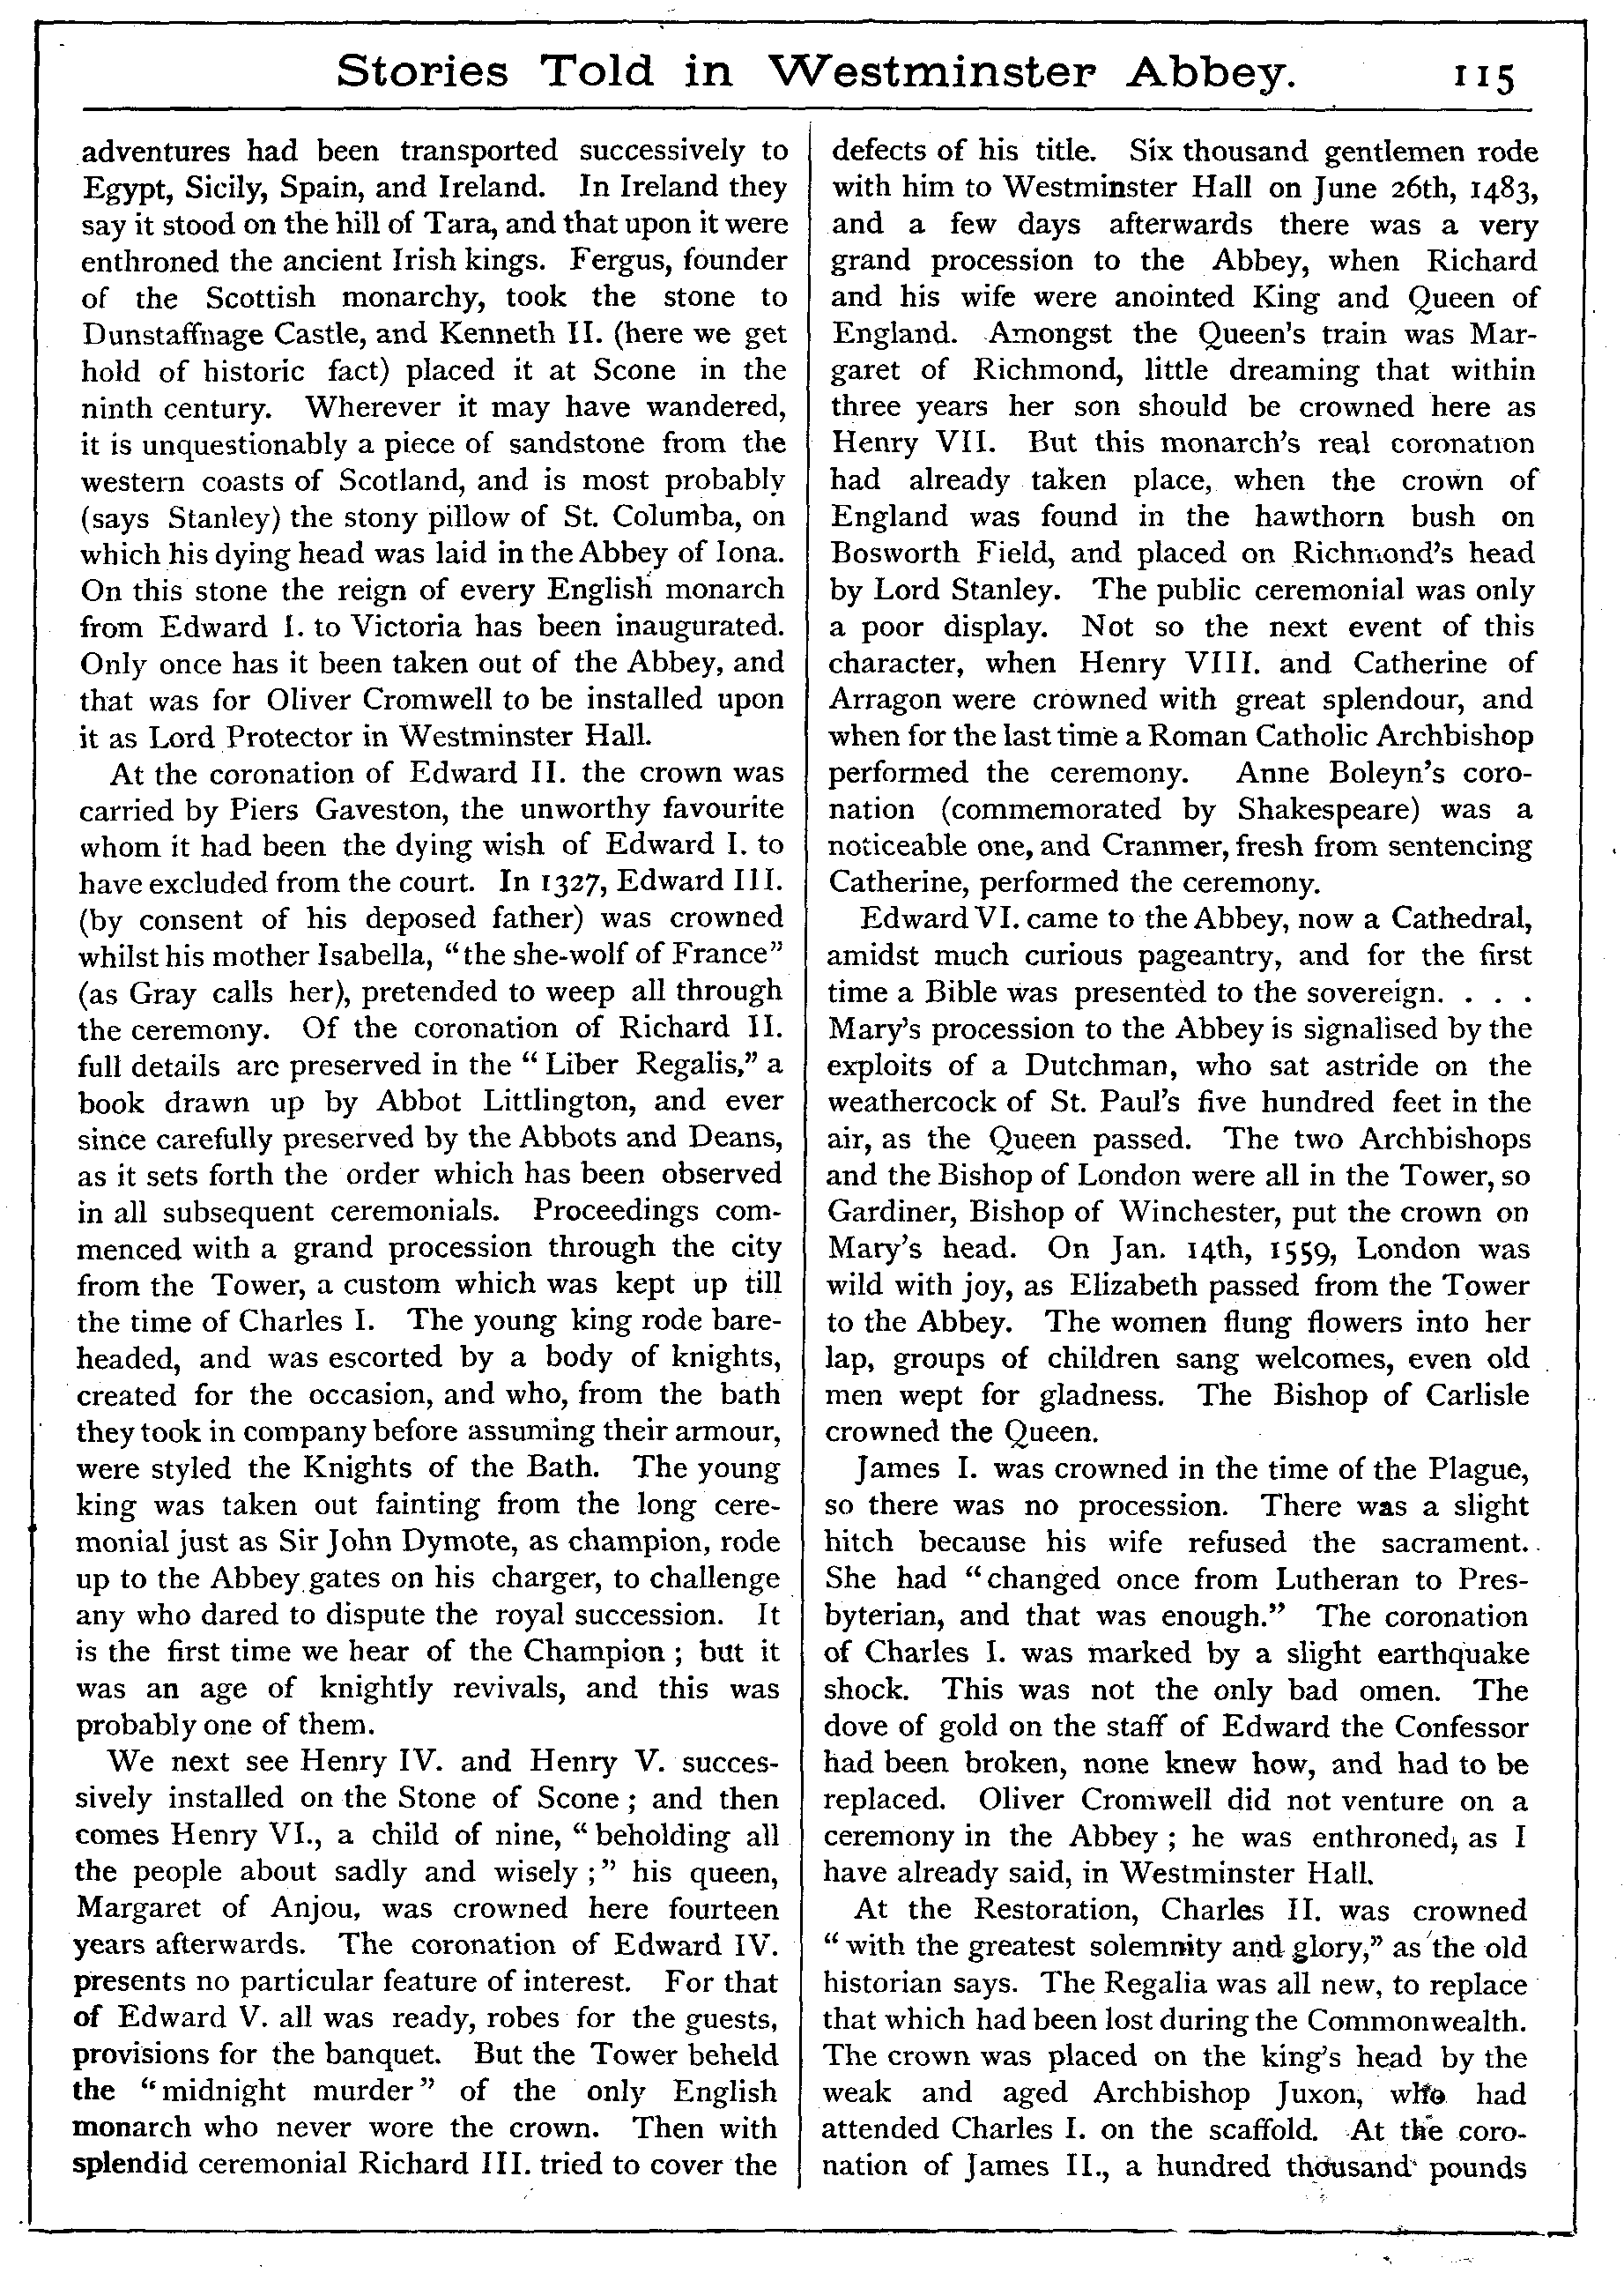 Stories Told in Westminster Abbey. 115
adventures had been transported successively to
Egypt, Sicily, Spain, and Ireland. In Ireland they
say it stood on the hill of Tara, and that upon it were
enthroned the ancient Irish kings. Fergus, founder
of the Scottish monarchy, took the stone to
Dunstaffnage Castle, and Kenneth II. (here we get
hold of historic fact) placed it at Scone in the
ninth century. Wherever it may have wandered,
it is unquestionably a piece of sandstone from the
western coasts of Scotland, and is most probably
(says Stanley) the stony pillow of St. Columba, on
which his dying head was laid in the Abbey of Iona.
On this stone the reign of every English monarch
from Edward I. to Victoria has been inaugurated.
Only once has it been taken out of the Abbey, and
that was for Oliver Cromwell to be installed upon
it as Lord Protector in Westminster Hall.
At the coronation of Edward II. the crown was
carried by Piers Gaveston, the unworthy favourite
whom it had been the dying wish of Edward I. to
have excluded from the court. In 1327, Edward III.
(by consent of his deposed father) was crowned
whilst his mother Isabella, "the she-wolf of France"
(as Gray calls her), pretended to weep all through
the ceremony. Of the coronation of Richard II.
full details are preserved in the "Liber Regalis," a
book drawn up by Abbot Littlington, and ever
since carefully preserved by the Abbots and Deans,
as it sets forth the order which has been observed
in all subsequent ceremonials. Proceedings com-
menced with a grand procession through the city
from the Tower, a custom which was kept up till
the time of Charles I. The young king rode bare-
headed, and was escorted by a body of knights,
created for the occasion, and who, from the bath
they took in company before assuming their armour,
were styled the Knights of the Bath. The young
king was taken out fainting from the long cere-
monial just as Sir John Dymote, as champion, rode
up to the Abbey gates on his charger, to challenge
any who dared to dispute the royal succession. It
is the first time we hear of the Champion; but it
was an age of knightly revivals, and this was
probably one of them.
We next see Henry IV. and Henry V. succes-
sively installed on the Stone of Scone; and then
comes Henry VI., a child of nine, "beholding all
the people about sadly and wisely;" his queen,
Margaret of Anjou, was crowned here fourteen
years afterwards. The coronation of Edward IV.
presents no particular feature of interest. For that
of Edward V. all was ready, robes for the guests,
provisions for the banquet. But the Tower beheld
the "midnight murder" of the only English
monarch who never wore the crown. Then with
splendid ceremonial Richard III. tried to cover the
defects of his title. Six thousand gentlemen rode
with him to Westminster Hall on June 26th, 1483,
and a few days afterwards there was a very
grand procession to the Abbey, when Richard
and his wife were anointed King and Queen of
England. Amongst the Queen's train was Mar-
garet of Richmond, little dreaming that within
three years her son should be crowned here as
Henry VII. But this monarch's real coronation
had already taken place, when the crown of
England was found in the hawthorn bush on
Bosworth Field, and placed on Richmond's head
by Lord Stanley. The public ceremonial was only
a poor display. Not so the next event of this
character, when Henry VIII. and Catherine of
Arragon were crowned with great splendour, and
when for the last time a Roman Catholic Archbishop
performed the ceremony. Anne Boleyn's coro-
nation (commemorated by Shakespeare) was a
noticeable one, and Cranmer, fresh from sentencing
Catherine, performed the ceremony.
Edward VI. came to the Abbey, now a Cathedral,
amidst much curious pageantry, and for the first
time a Bible was presented to the sovereign. . . .
Mary's procession to the Abbey is signalised by the
exploits of a Dutchman, who sat astride on the
weathercock of St. Paul's five hundred feet in the
air, as the Queen passed. The two Archbishops
and the Bishop of London were all in the Tower, so
Gardiner, Bishop of Winchester, put the crown on
Mary's head. On Jan. 14th, 1559, London was
wild with joy, as Elizabeth passed from the Tower
to the Abbey. The women flung flowers into her
lap, groups of children sang welcomes, even old
men wept for gladness. The Bishop of Carlisle
crowned the Queen.
James I. was crowned in the time of the Plague,
so there was no procession. There was a slight
hitch because his wife refused the sacrament.
She had "changed once from Lutheran to Pres-
byterian, and that was enough." The coronation
of Charles I. was marked by a slight earthquake
shock. This was not the only bad omen. The
dove of gold on the staff of Edward the Confessor
had been broken, none knew how, and had to be
replaced. Oliver Cromwell did not venture on a
ceremony in the Abbey; he was enthroned, as I
have already said, in Westminster Hall.
At the Restoration, Charles II. was crowned
"with the greatest solemnity and glory," as the old
historian says. The Regalia was all new, to replace
that which had been lost during the Commonwealth.
The crown was placed on the king's head by the
weak and aged Archbishop Juxon, who had
attended Charles I. on the scaffold. At the coro-
nation of James II., a hundred thousand pounds